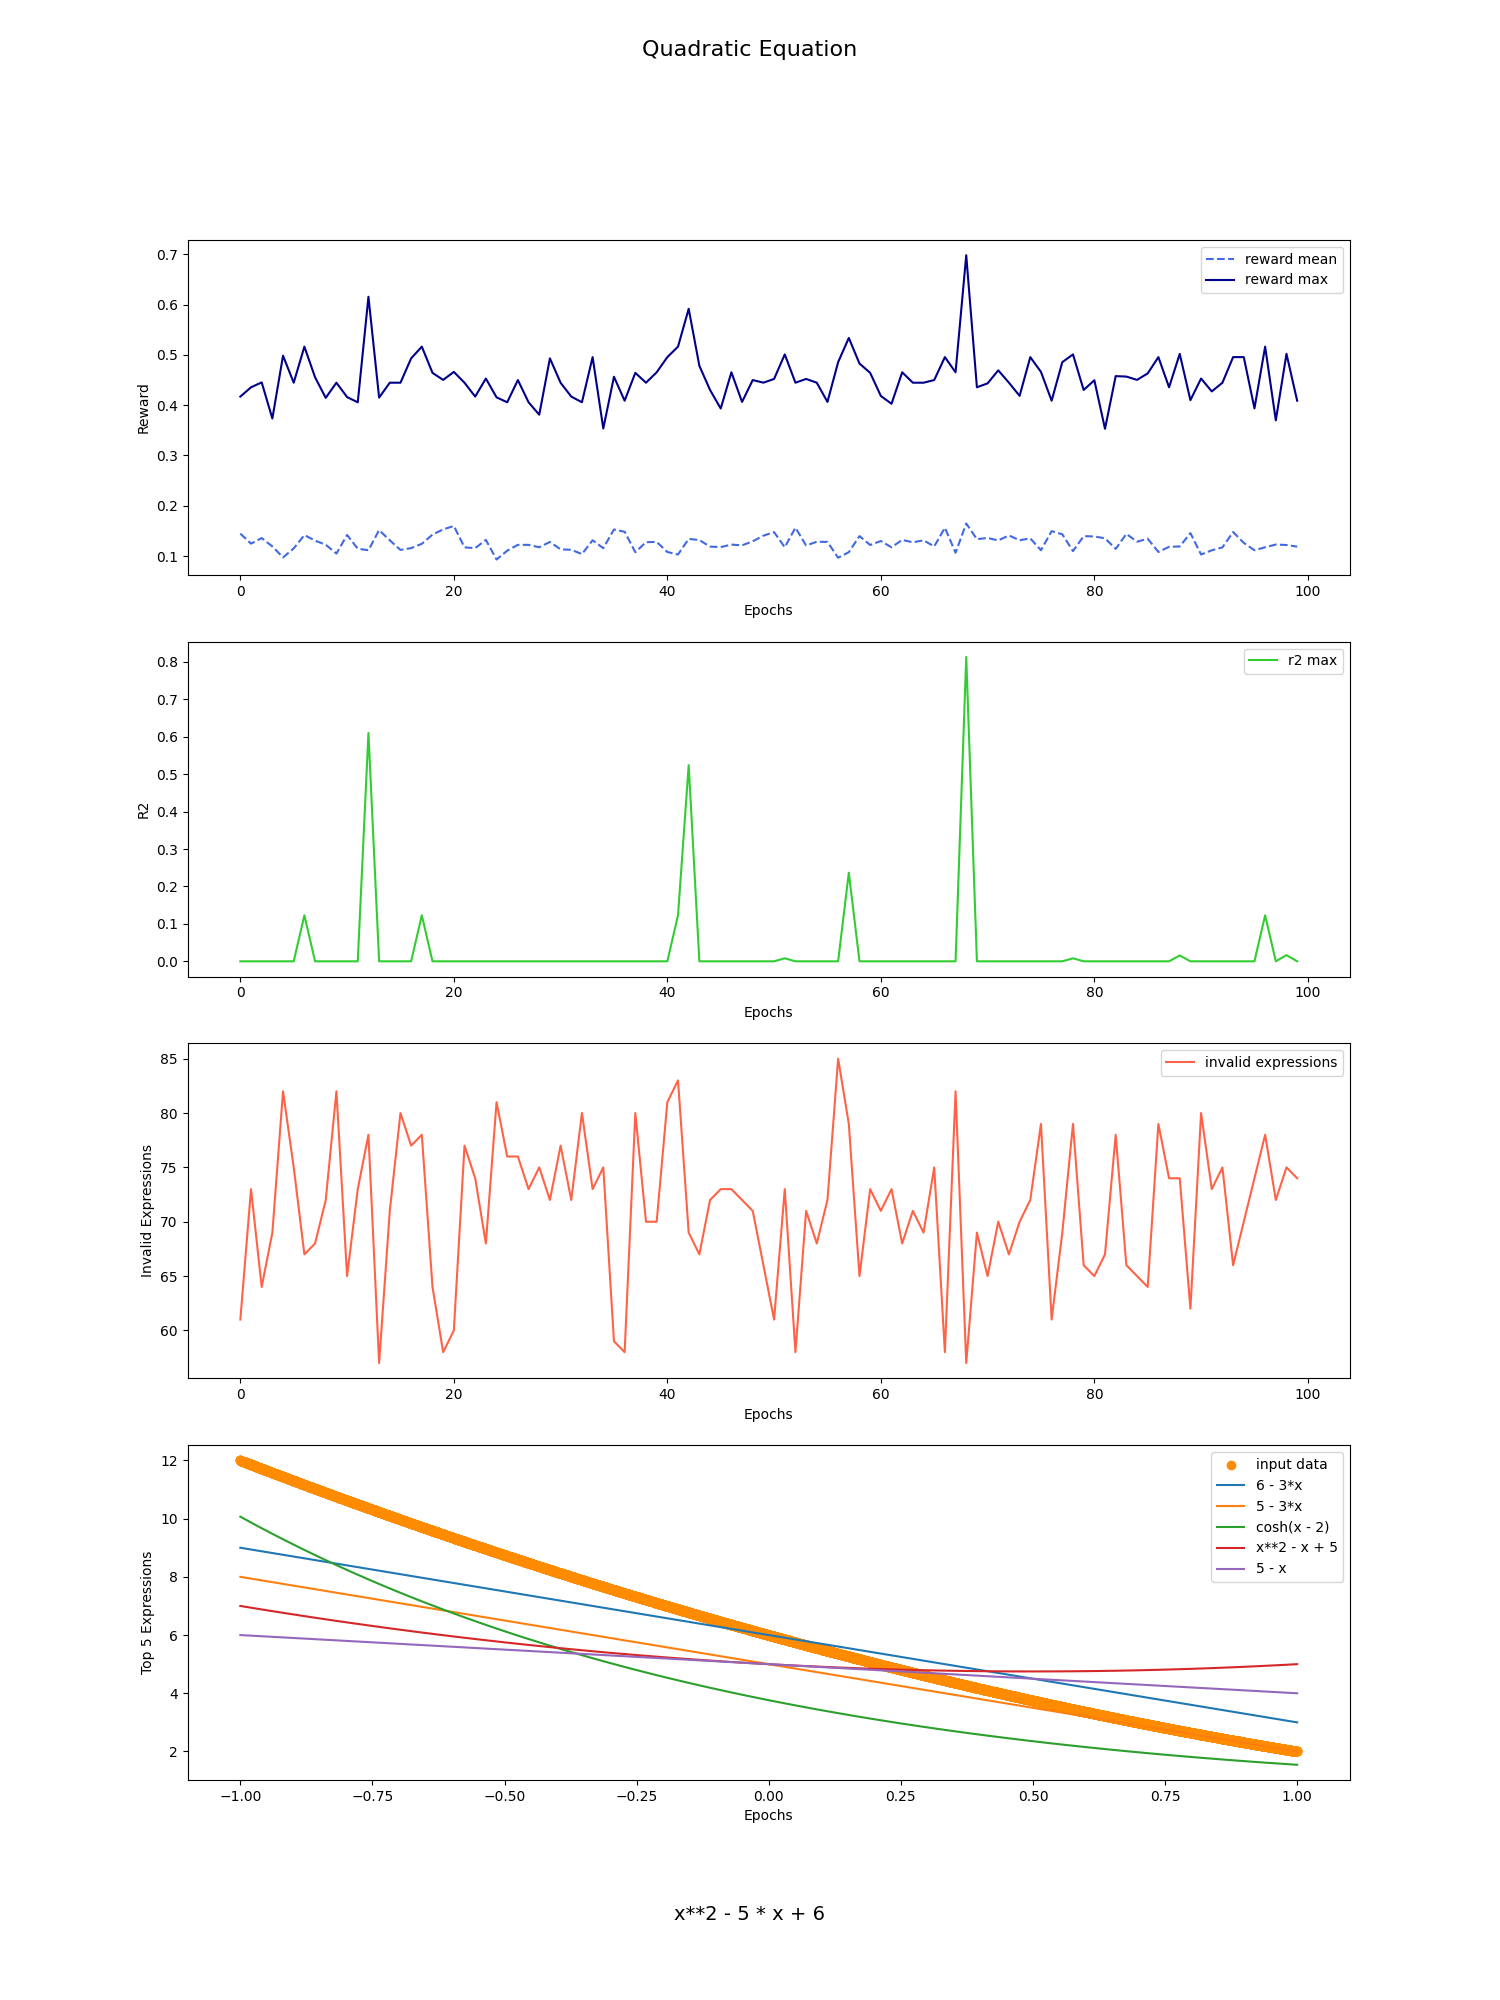 Quadratic Equation
0.7
0.6
0.5
0.4
0.3
0.2
0.1
Reward
reward mean
reward max
0 20 40 60 80 100
Epochs
0.8
0.7
0.6
0.5
0.4
0.3
0.2
0.1
0.0
R2
r2 max
0 20 40 60 80 100
Epochs
85
80
75
70
65
60
Invalid Expressions
invalid expressions
0 20 40 60 80 100
Epochs
12
10
8
6
4
2
Top 5 Expressions
input data
6 - 3*x
5 - 3*x
cosh(x - 2)
x**2 - x + 5
5 - x
−1.00 −0.75 −0.50 −0.25 0.00 0.25 0.50 0.75 1.00
Epochs
x**2 - 5 * x + 6